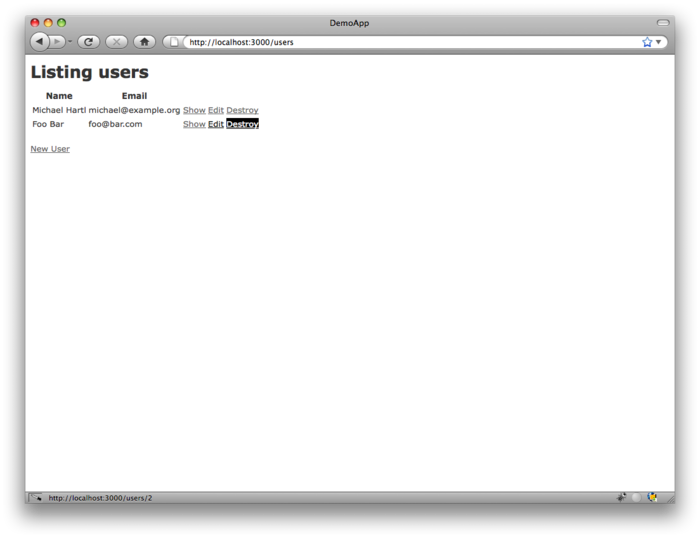 DemoApp
http://localhost:3000/users
Listing users
Name Email
Michael Hartl michael@example.org Show Edit Destroy
Foo Bar foo@bar.com Show Edit Destroy
New User
http://localhost:3000/users/2